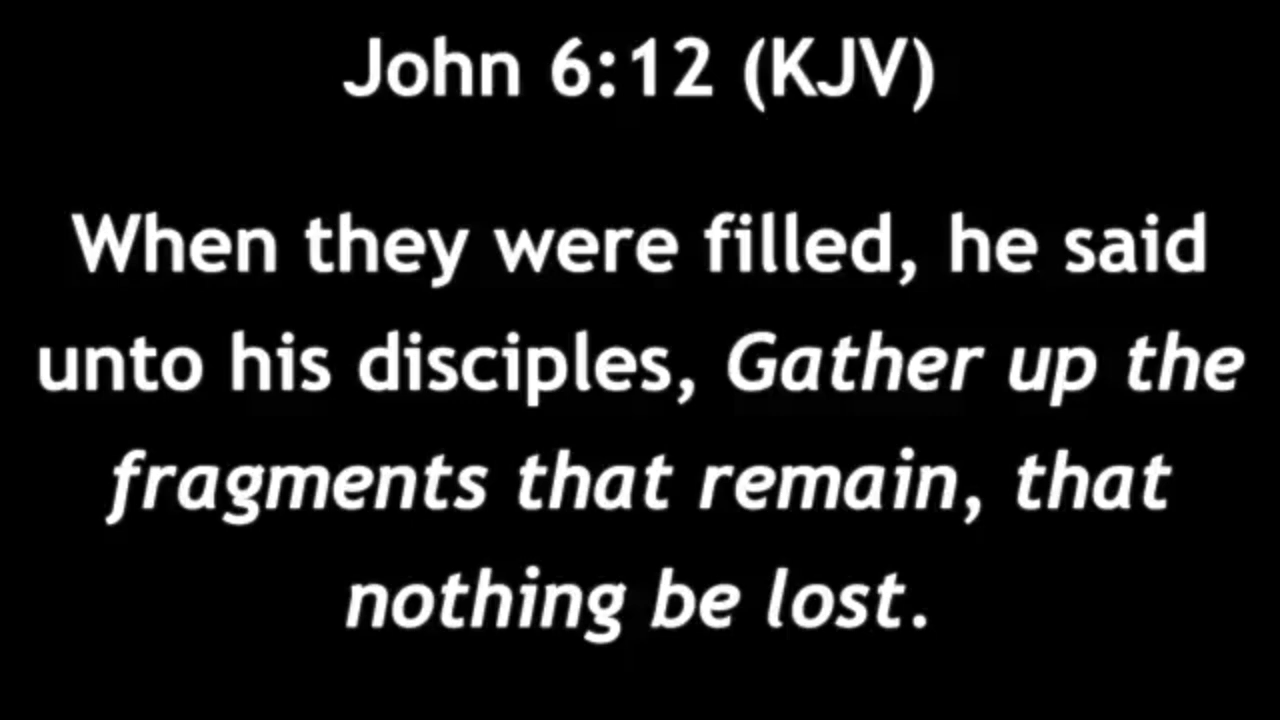 John 6:12 (KJV)
When they were filled, he said
unto his disciples, Gather up the
fragments that remain, that
nothing be lost.